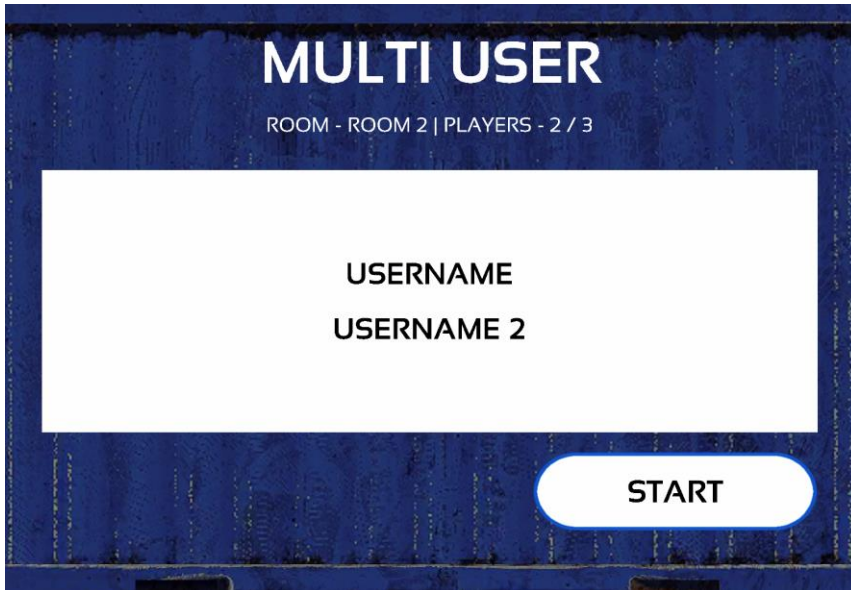 MULTI USER
ROOM - ROOM 2 | PLAYERS - 2 / 3
USERNAME
USERNAME 2
START